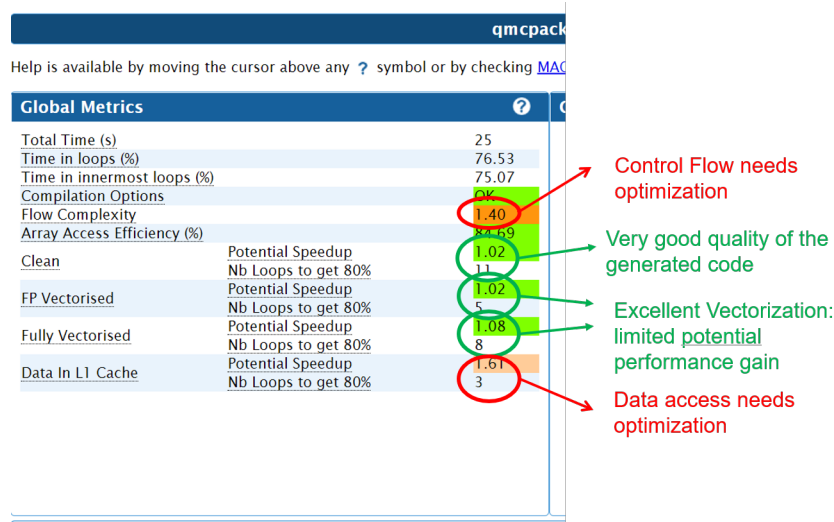 qmcpack
Help is available by moving the cursor above any ? symbol or by checking MAQ
Global Metrics ?
Total Time (s) 25
Time in loops (%) 76.53
Time in innermost loops (%) 75.07
Compilation Options OK
Flow Complexity 1.40
Array Access Efficiency (%) 84.69
Clean Potential Speedup 1.02
Nb Loops to get 80% 11
FP Vectorised Potential Speedup 1.02
Nb Loops to get 80% 5
Fully Vectorised Potential Speedup 1.08
Nb Loops to get 80% 8
Data In L1 Cache Potential Speedup 1.61
Nb Loops to get 80% 3
Control Flow needs
optimization
Very good quality of the
generated code
Excellent Vectorization:
limited potential
performance gain
Data access needs
optimization